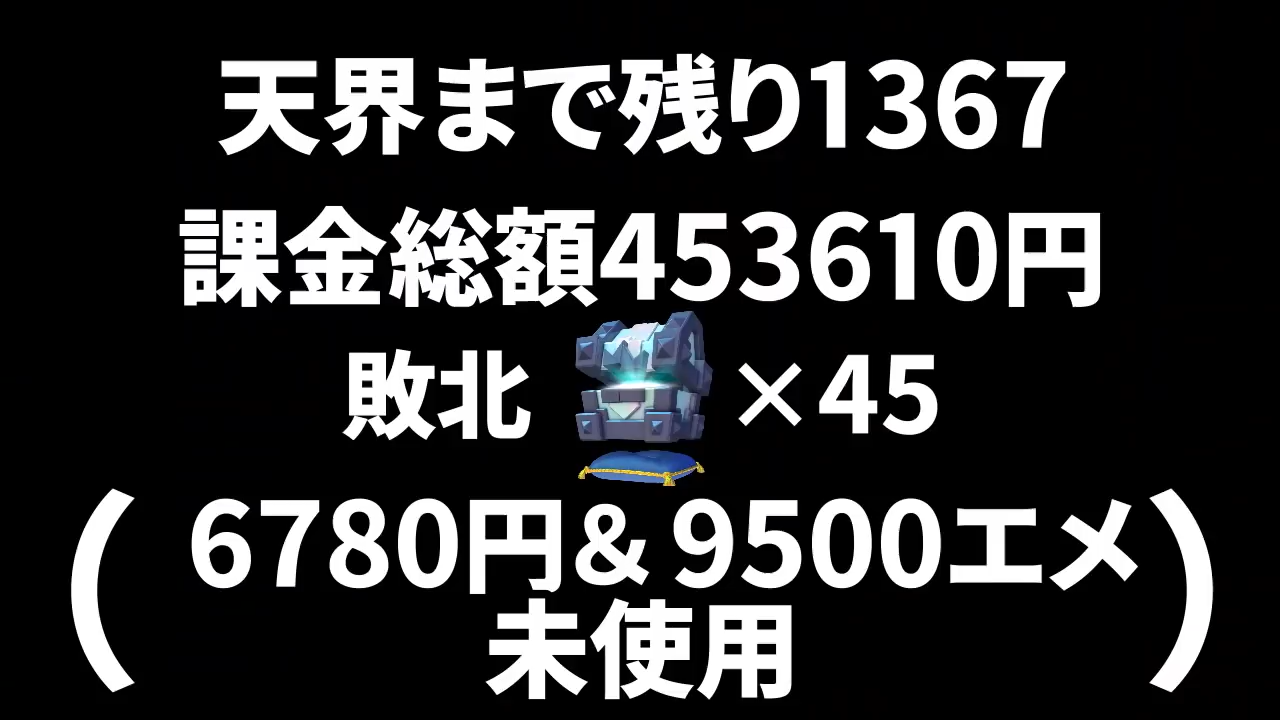 天界まで残り1367
課金総額453610円
敗北 ×45
( 6780円& 9500エメ
未使用 )